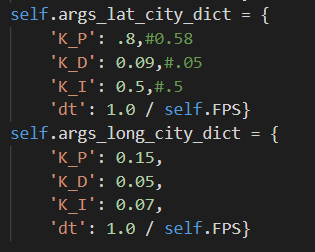 self.args_lat_city_dict = {
'K_P': .8,#0.58
'K_D': 0.09,#.05
'K_I': 0.5,#.5
'dt': 1.0 / self.FPS}
self.args_long_city_dict = {
'K_P': 0.15,
'K_D': 0.05,
'K_I': 0.07,
'dt': 1.0 / self.FPS}